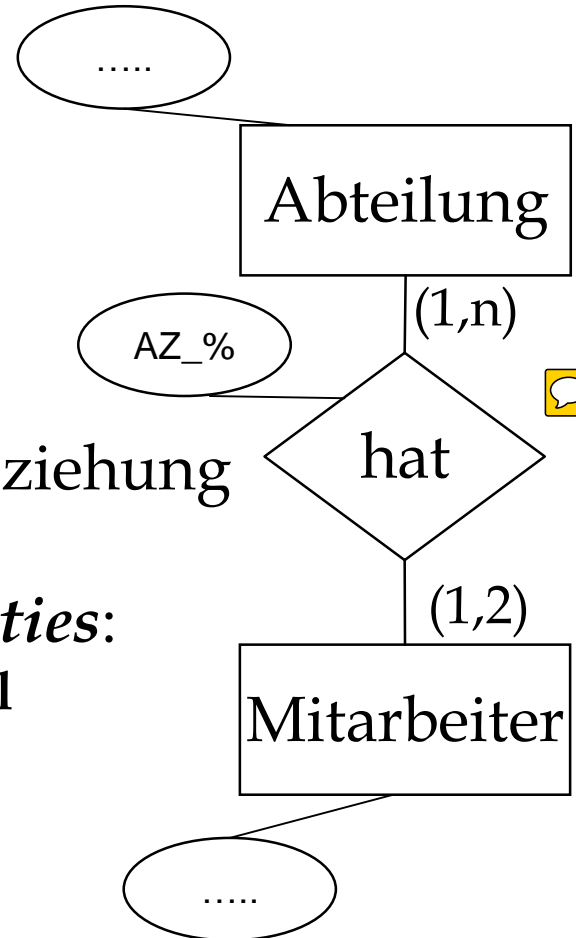 .....
Abteilung
(1,n)
AZ_%
hat
ziehung
(1,2)
ties:
l
Mitarbeiter
.....